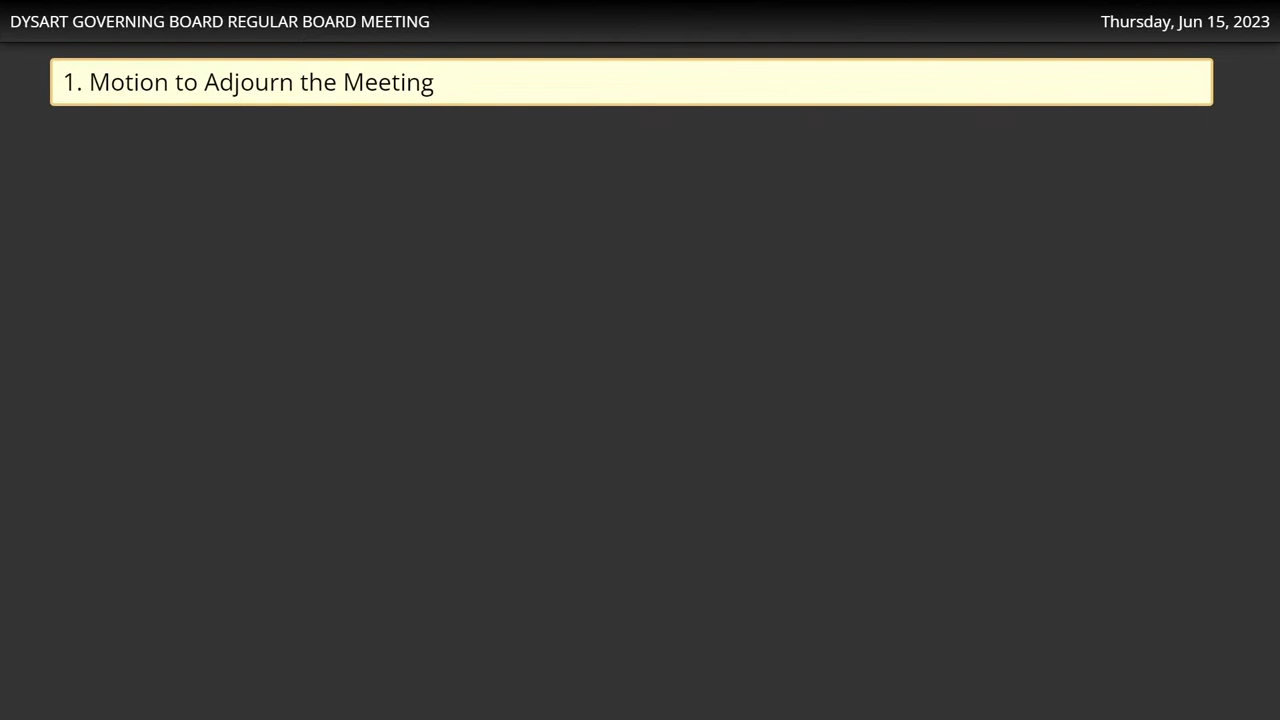 DYSART GOVERNING BOARD REGULAR BOARD MEETING
Thursday, Jun 15, 2023
1. Motion to Adjourn the Meeting